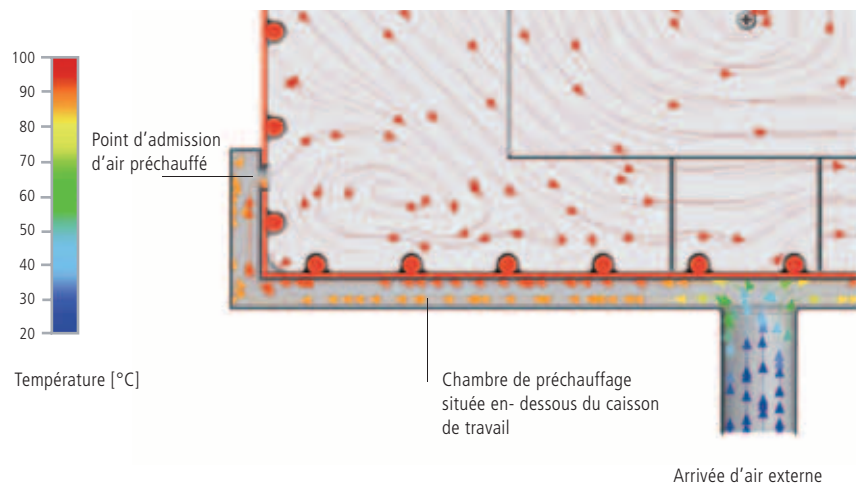 100
90
80
70
60
50
40
30
20
Température [°C]
Point d’admission
d’air préchauffé
Chambre de préchauffage
située en- dessous du caisson
de travail
Arrivée d’air externe